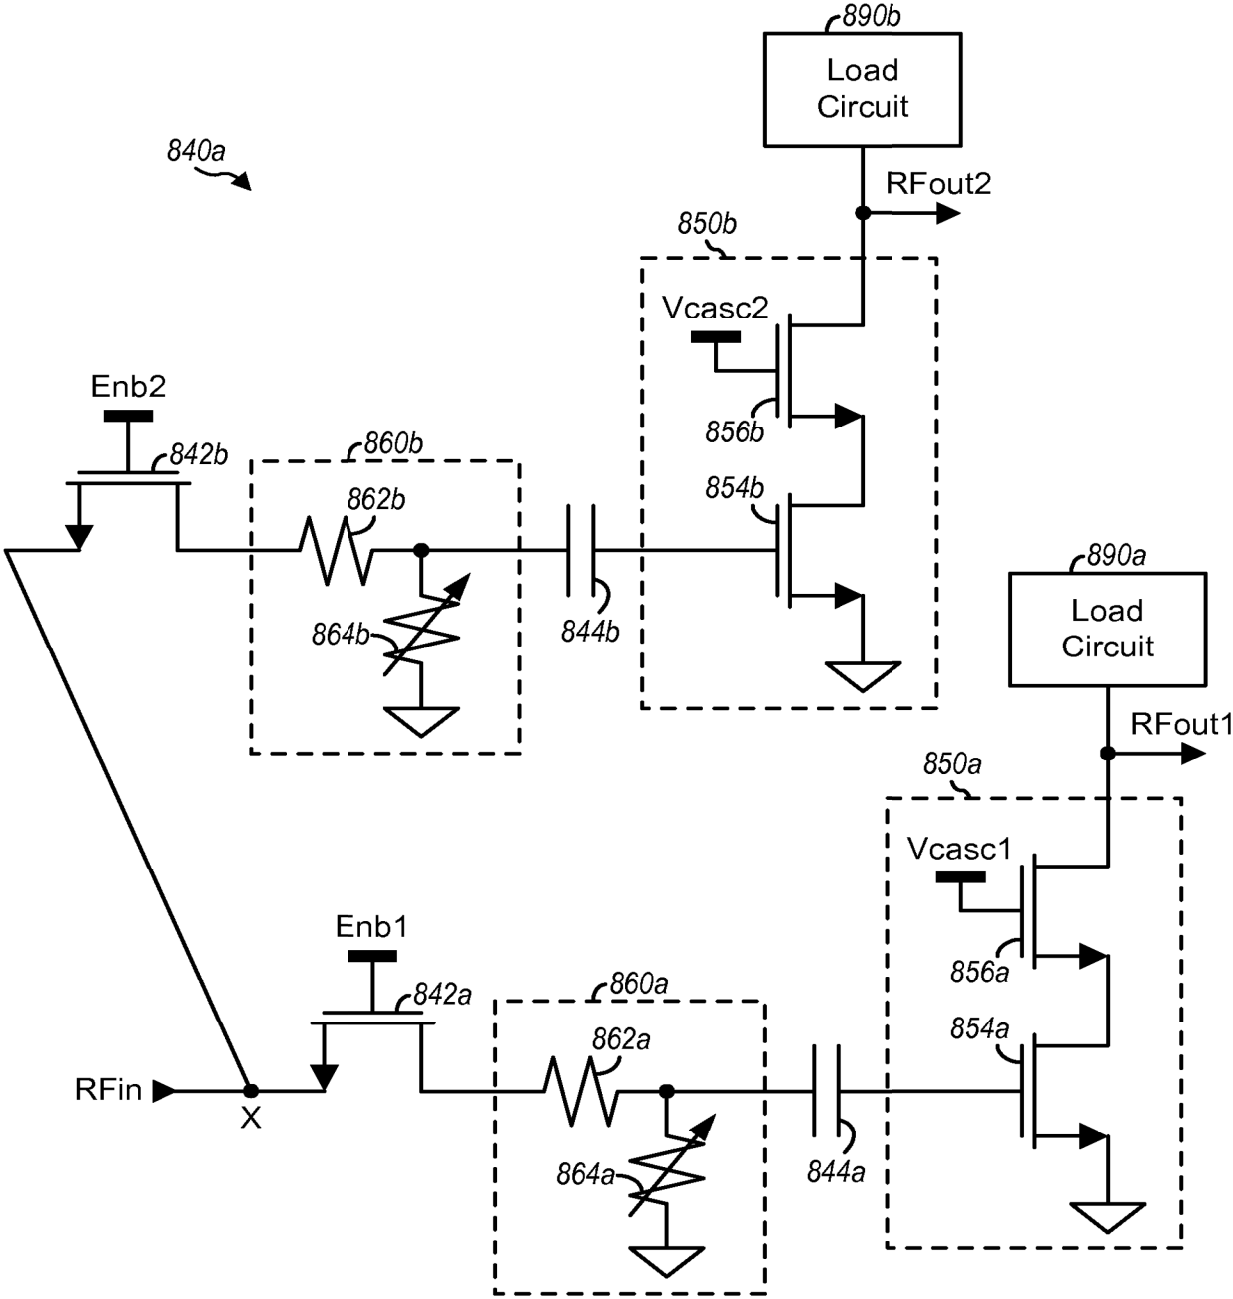 890b
Load
Circuit
840a
RFout2
850b
Vcasc2
Enb2
856b
860b
842b
854b
862b
890a
Load
Circuit
864b
844b
RFout1
850a
Vcasc1
Enb1
856a
860a
842a
854a
862a
RFin
X
864a
844a